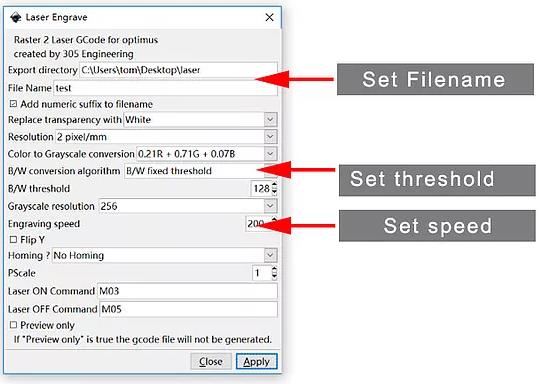 Laser Engrave
Raster 2 Laser GCode for optimus
created by 305 Engineering
Export directory C:\Users\tom\Desktop\laser
Set Filename
File Name test
Add numeric suffix to filename
Replace transparency with White
Resolution 2 pixel/mm
Color to Grayscale conversion 0.21R + 0.71G + 0.07B
B/W conversion algorithm B/W fixed threshold
Set threshold
B/W threshold 128
Grayscale resolution 256
Engraving speed 200
Set speed
Flip Y
Homing ? No Homing
PScale 1
Laser ON Command M03
Laser OFF Command M05
Preview only
If "Preview only" is true the gcode file will not be generated.
Close Apply